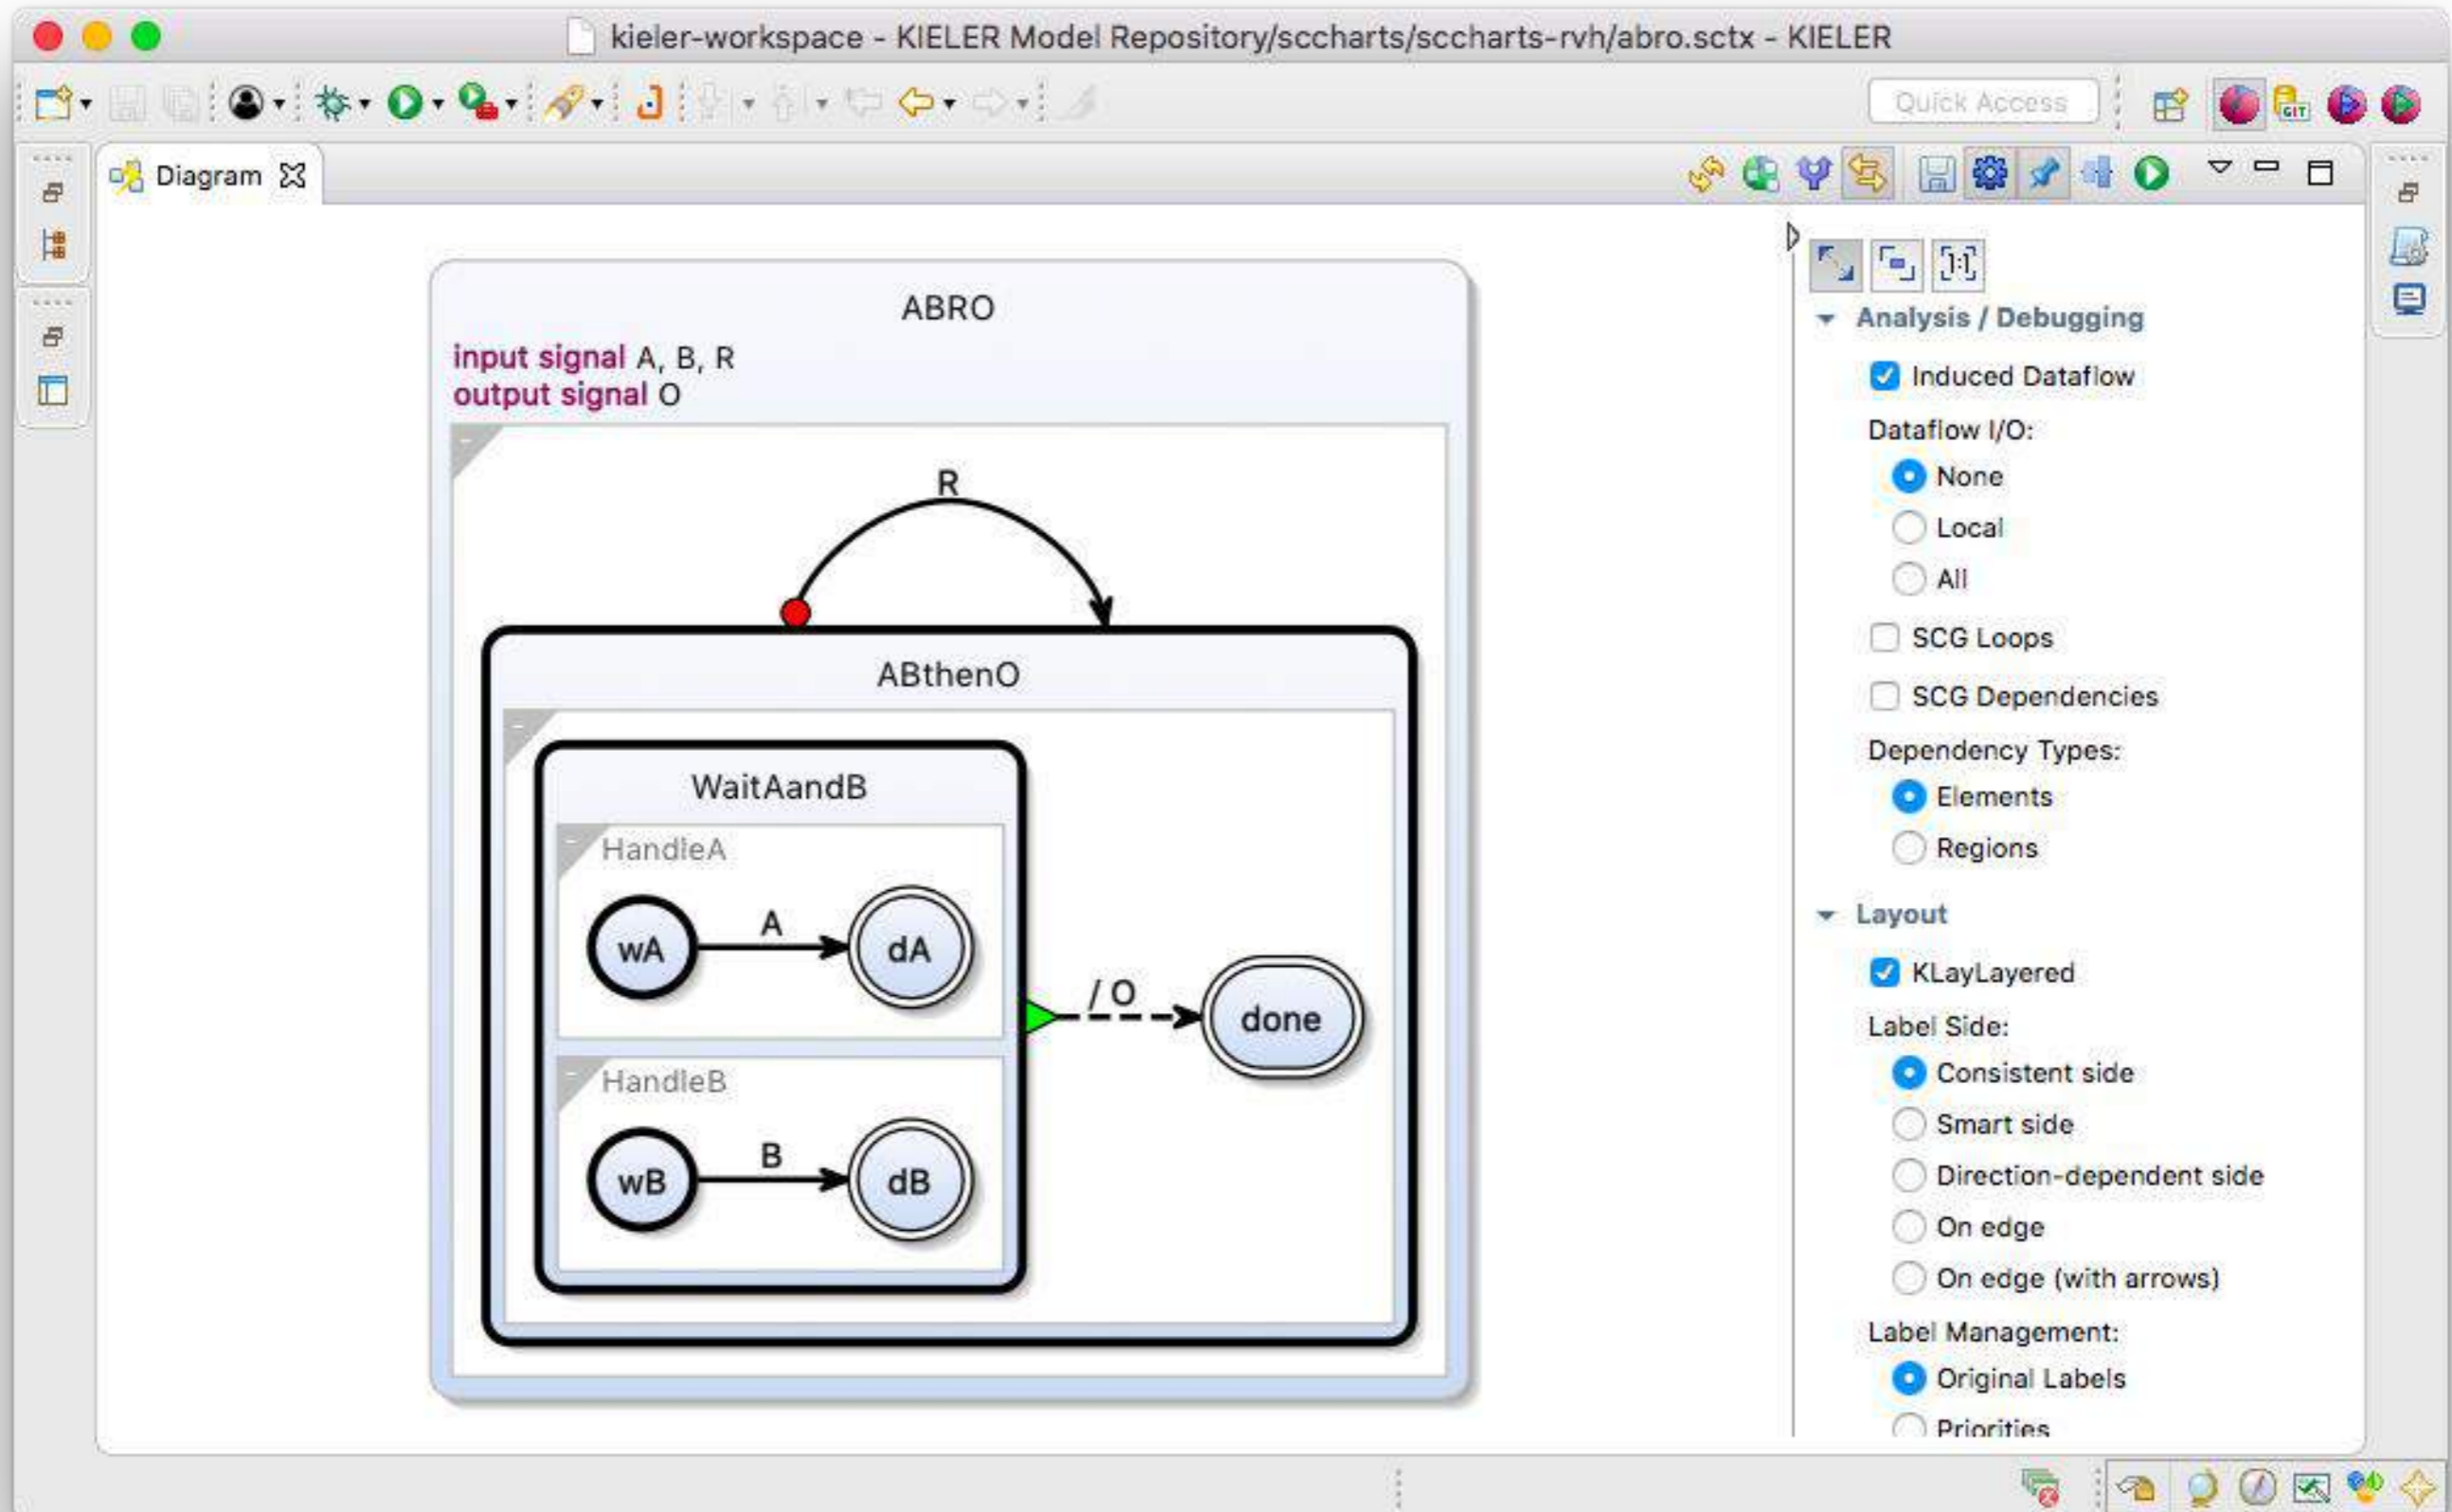 kieler-workspace - KIELER Model Repository/sccharts/sccharts-rvh/abro.sctx - KIELER
Quick Access
GIT
Diagram
ABRO
input signal A, B, R
output signal O
R
ABthenO
WaitAandB
HandleA
wA
A
dA
/ O
done
HandleB
wB
B
dB
1:1
Analysis / Debugging
Induced Dataflow
Dataflow I/O:
None
Local
All
SCG Loops
SCG Dependencies
Dependency Types:
Elements
Regions
Layout
KLayLayered
Label Side:
Consistent side
Smart side
Direction-dependent side
On edge
On edge (with arrows)
Label Management:
Original Labels
Priorities